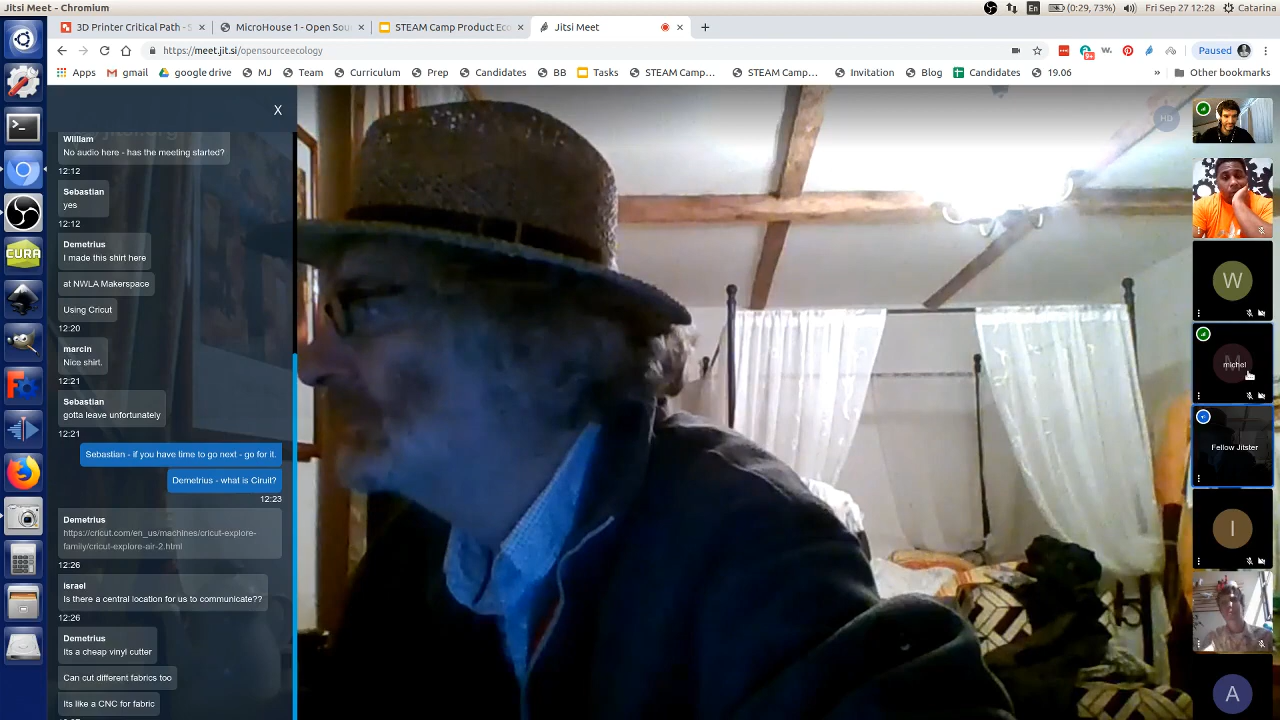 Jitsi Meet - Chromium
En
(0:29, 73%)
Fri Sep 27 12:28
Catarina
3D Printer Critical Path - S
MicroHouse 1 - Open Sou
STEAM Camp Product Eco
Jitsi Meet
https://meet.jit.si/opensourceecology
9+
W.
Paused
Apps
gmail
google drive
MJ
Team
Curriculum
Prep
Candidates
BB
Tasks
STEAM Camp...
STEAM Camp...
Invitation
Blog
Candidates
19.06
»
Other bookmarks
X
William
No audio here - has the meeting started?
12:12
Sebastian
yes
12:12
Demetrius
I made this shirt here
at NWLA Makerspace
Using Cricut
12:20
marcin
Nice shirt.
12:21
Sebastian
gotta leave unfortunately
12:21
Sebastian - if you have time to go next - go for it.
Demetrius - what is Ciruit?
12:23
Demetrius
https://cricut.com/en_us/machines/cricut-explore-
family/cricut-explore-air-2.html
12:26
Israel
Is there a central location for us to communicate??
12:26
Demetrius
Its a cheap vinyl cutter
Can cut different fabrics too
Its like a CNC for fabric
HD
W
michel
Fellow Jitster
I
A
CURA